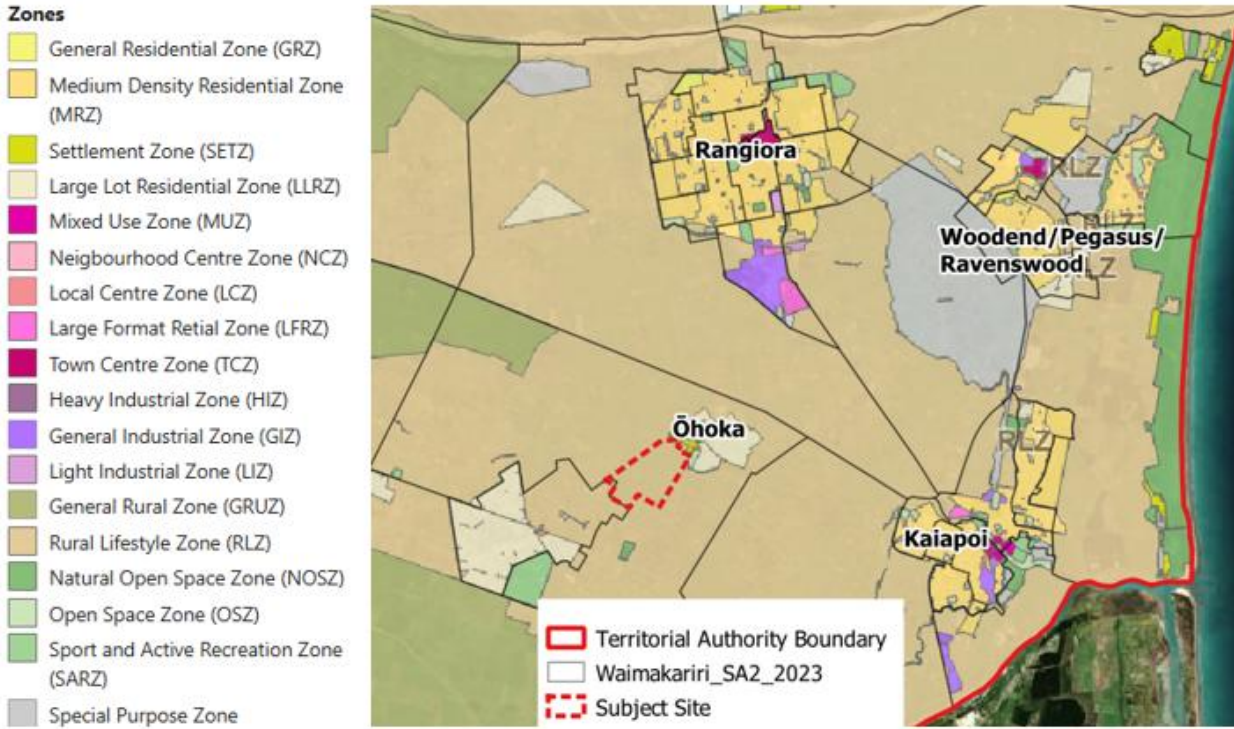 Zones
General Residential Zone (GRZ)
Medium Density Residential Zone
(MRZ)
Settlement Zone (SETZ)
Large Lot Residential Zone (LLRZ)
Mixed Use Zone (MUZ)
Neigbourhood Centre Zone (NCZ)
Local Centre Zone (LCZ)
Large Format Retial Zone (LFRZ)
Town Centre Zone (TCZ)
Heavy Industrial Zone (HIZ)
General Industrial Zone (GIZ)
Light Industrial Zone (LIZ)
General Rural Zone (GRUZ)
Rural Lifestyle Zone (RLZ)
Natural Open Space Zone (NOSZ)
Open Space Zone (OSZ)
Sport and Active Recreation Zone
(SARZ)
Special Purpose Zone
Rangiora
RLZ
Woodend/Pegasus/
Ravenswood
Ōhoka
RLZ
Kaiapoi
Territorial Authority Boundary
Waimakariri_SA2_2023
Subject Site